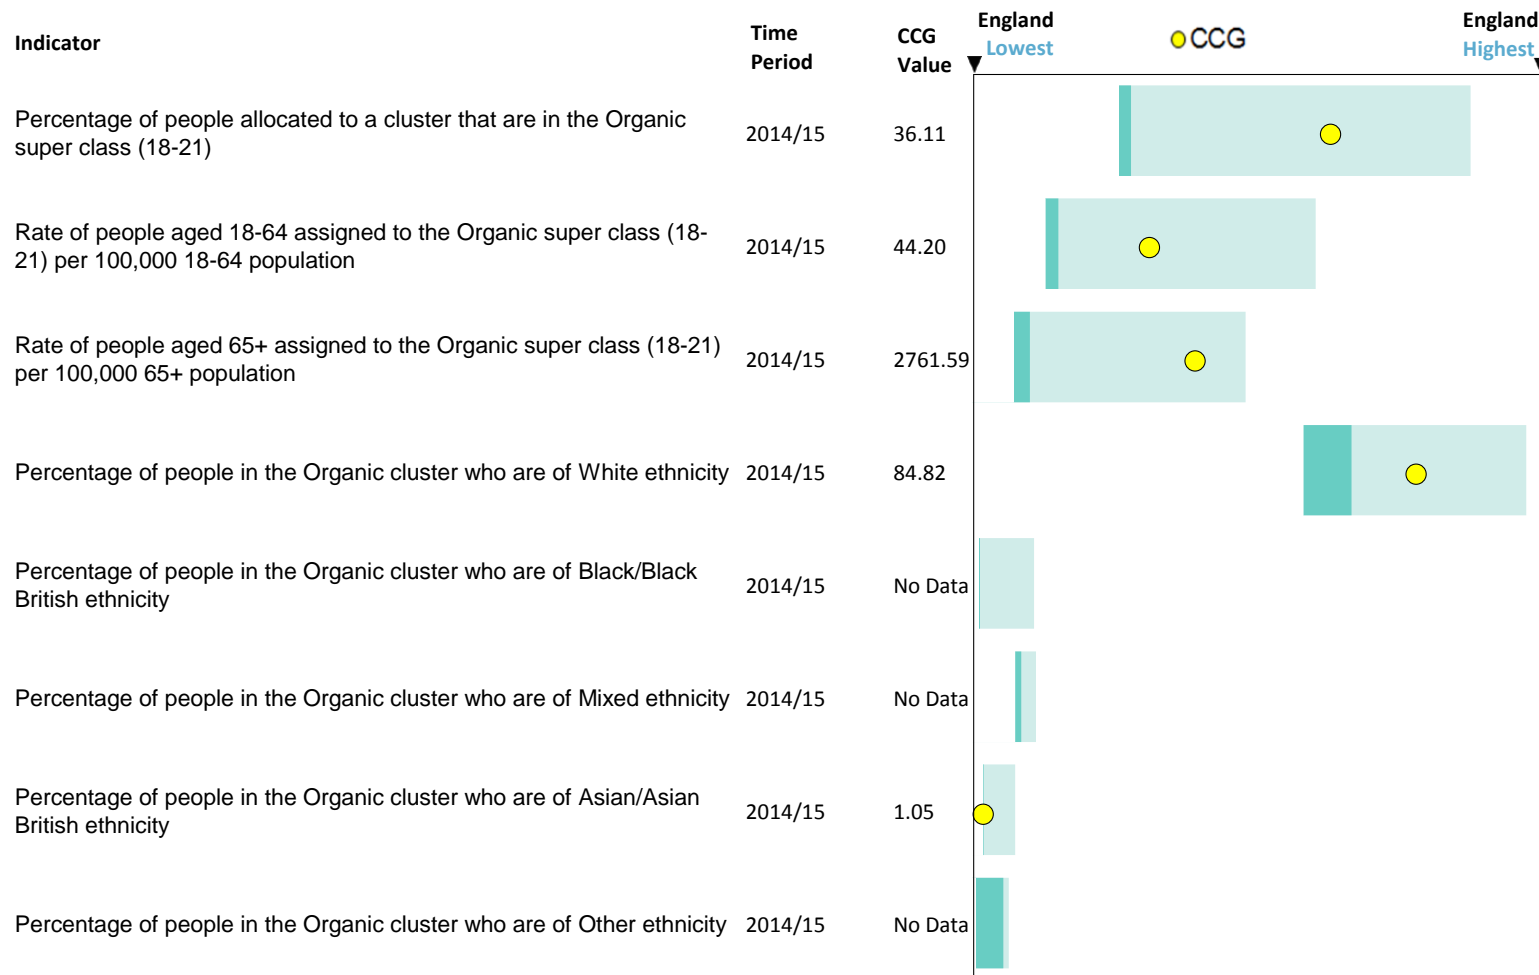 Indicator
Time Period
CCG Value
England Lowest
CCG
England Highest
Percentage of people allocated to a cluster that are in the Organic
super class (18-21)
2014/15
36.11
Rate of people aged 18-64 assigned to the Organic super class (18-
21) per 100,000 18-64 population
2014/15
44.20
Rate of people aged 65+ assigned to the Organic super class (18-21)
per 100,000 65+ population
2014/15
2761.59
Percentage of people in the Organic cluster who are of White ethnicity
2014/15
84.82
Percentage of people in the Organic cluster who are of Black/Black
British ethnicity
2014/15
No Data
Percentage of people in the Organic cluster who are of Mixed ethnicity
2014/15
No Data
Percentage of people in the Organic cluster who are of Asian/Asian
British ethnicity
2014/15
1.05
Percentage of people in the Organic cluster who are of Other ethnicity
2014/15
No Data